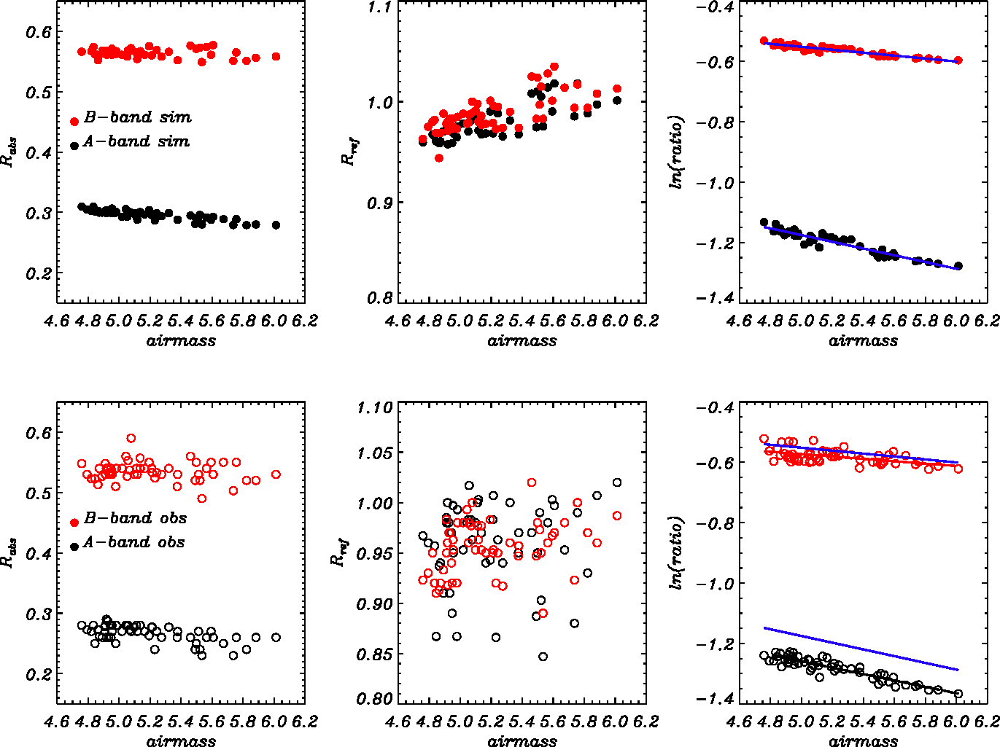 0.6
0.5
0.4
0.3
0.2
R_abs
B-band sim
A-band sim
4.6 4.8 5.0 5.2 5.4 5.6 5.8 6.0 6.2
airmass
1.1
1.0
0.9
0.8
R_ref
4.6 4.8 5.0 5.2 5.4 5.6 5.8 6.0 6.2
airmass
-0.4
-0.6
-0.8
-1.0
-1.2
-1.4
ln(ratio)
4.6 4.8 5.0 5.2 5.4 5.6 5.8 6.0 6.2
airmass
0.6
0.5
0.4
0.3
0.2
R_abs
B-band obs
A-band obs
4.6 4.8 5.0 5.2 5.4 5.6 5.8 6.0 6.2
airmass
1.10
1.05
1.00
0.95
0.90
0.85
0.80
R_ref
4.6 4.8 5.0 5.2 5.4 5.6 5.8 6.0 6.2
airmass
-0.4
-0.6
-0.8
-1.0
-1.2
-1.4
ln(ratio)
4.6 4.8 5.0 5.2 5.4 5.6 5.8 6.0 6.2
airmass